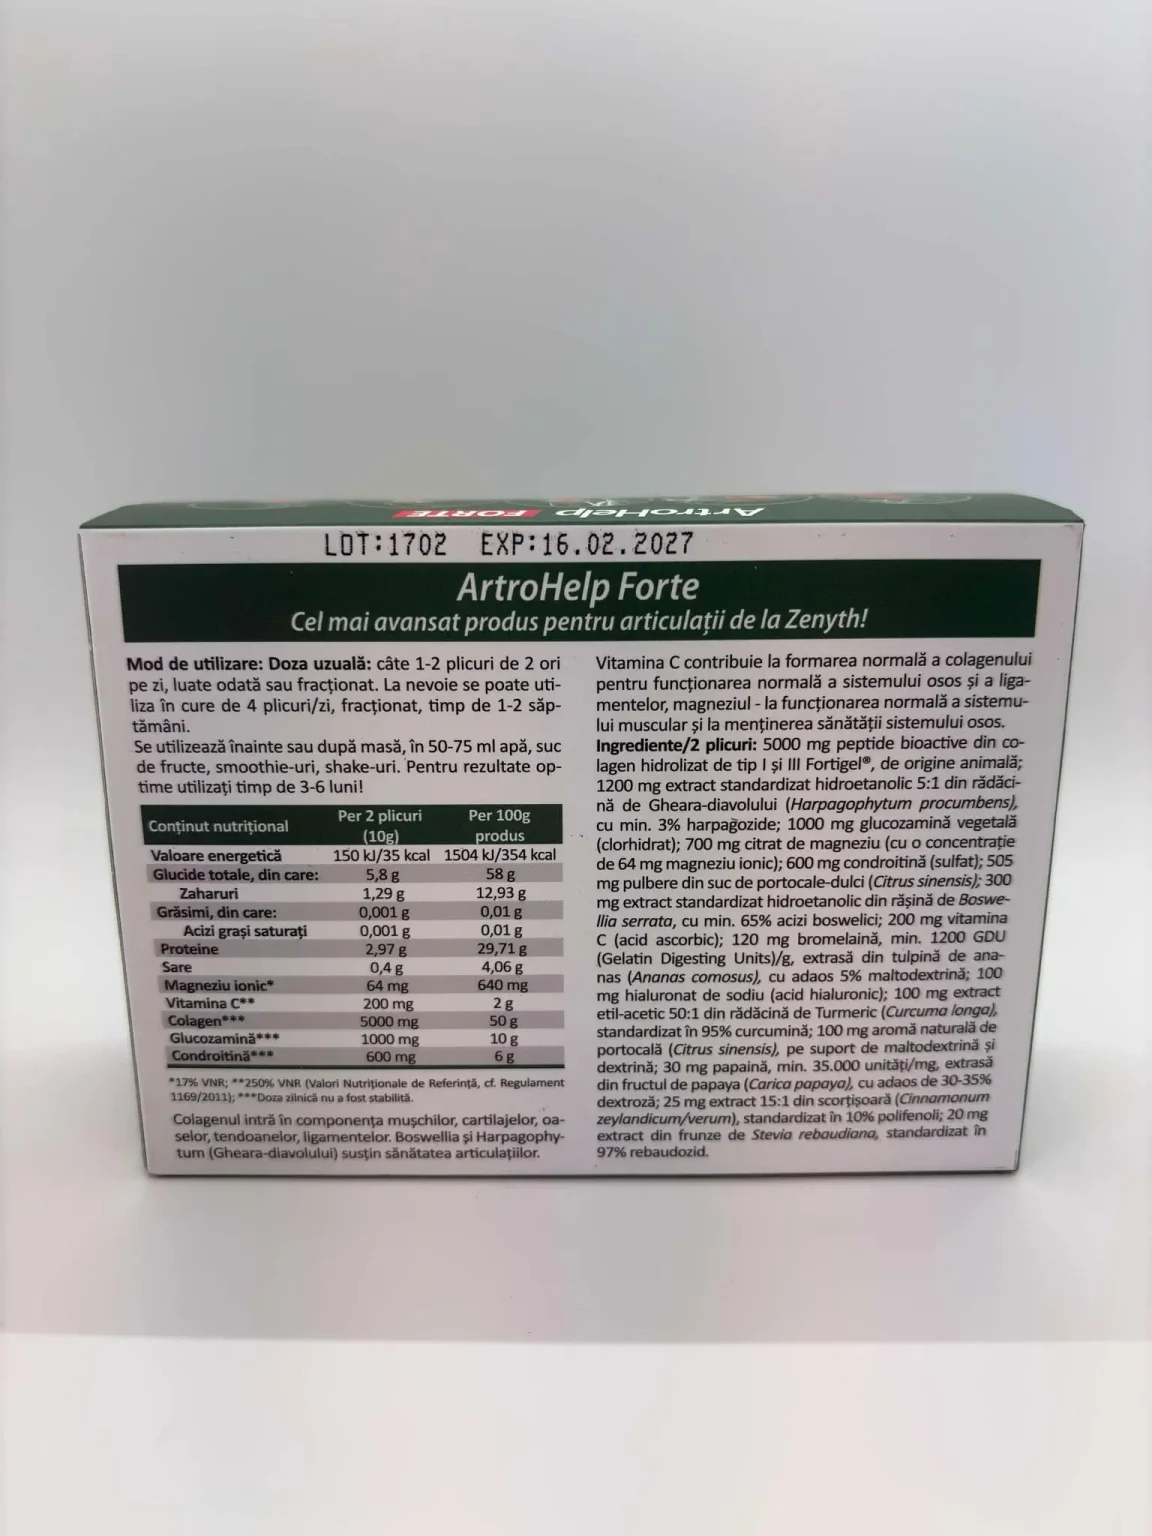 ArtroHelp FORTE
LOT:1702 EXP:16.02.2027
ArtroHelp Forte
Cel mai avansat produs pentru articulații de la Zenyth!
Mod de utilizare: Doza uzuală: câte 1-2 plicuri de 2 ori
pe zi, luate odată sau fracționat. La nevoie se poate uti-
liza în cure de 4 plicuri/zi, fracționat, timp de 1-2 săp-
tămâni.
Se utilizează înainte sau după masă, în 50-75 ml apă, suc
de fructe, smoothie-uri, shake-uri. Pentru rezultate op-
time utilizați timp de 3-6 luni!
Conținut nutrițional Per 2 plicuri (10g) Per 100g produs
Valoare energetică 150 kJ/35 kcal 1504 kJ/354 kcal
Glucide totale, din care: 5,8 g 58 g
Zaharuri 1,29 g 12,93 g
Grăsimi, din care: 0,001 g 0,01 g
Acizi grași saturați 0,001 g 0,01 g
Proteine 2,97 g 29,71 g
Sare 0,4 g 4,06 g
Magneziu ionic* 64 mg 640 mg
Vitamina C** 200 mg 2 g
Colagen*** 5000 mg 50 g
Glucozamină*** 1000 mg 10 g
Condroitină*** 600 mg 6 g
*17% VNR; **250% VNR (Valori Nutriționale de Referință, cf. Regulament
1169/2011); ***Doza zilnică nu a fost stabilită.
Colagenul intră în componența mușchilor, cartilajelor, oa-
selor, tendoanelor, ligamentelor. Boswellia și Harpagophy-
tum (Gheara-diavolului) susțin sănătatea articulațiilor.
Vitamina C contribuie la formarea normală a colagenului
pentru funcționarea normală a sistemului osos și a liga-
mentelor, magneziul - la funcționarea normală a sistemu-
lui muscular și la menținerea sănătății sistemului osos.
Ingrediente/2 plicuri: 5000 mg peptide bioactive din co-
lagen hidrolizat de tip I și III Fortigel®, de origine animală;
1200 mg extract standardizat hidroetanolic 5:1 din rădăci-
nă de Gheara-diavolului (Harpagophytum procumbens),
cu min. 3% harpagozide; 1000 mg glucozamină vegetală
(clorhidrat); 700 mg citrat de magneziu (cu o concentrație
de 64 mg magneziu ionic); 600 mg condroitină (sulfat); 505
mg pulbere din suc de portocale-dulci (Citrus sinensis); 300
mg extract standardizat hidroetanolic din rășină de Boswe-
llia serrata, cu min. 65% acizi boswelici; 200 mg vitamina
C (acid ascorbic); 120 mg bromelaină, min. 1200 GDU
(Gelatin Digesting Units)/g, extrasă din tulpină de ana-
nas (Ananas comosus), cu adaos 5% maltodextrină; 100
mg hialuronat de sodiu (acid hialuronic); 100 mg extract
etil-acetic 50:1 din rădăcină de Turmeric (Curcuma longa),
standardizat în 95% curcumină; 100 mg aromă naturală de
portocală (Citrus sinensis), pe suport de maltodextrină și
dextrină; 30 mg papaină, min. 35.000 unități/mg, extrasă
din fructul de papaya (Carica papaya), cu adaos de 30-35%
dextroză; 25 mg extract 15:1 din scorțișoară (Cinnamonum
zeylandicum/verum), standardizat în 10% polifenoli; 20 mg
extract din frunze de Stevia rebaudiana, standardizat în
97% rebaudozid.